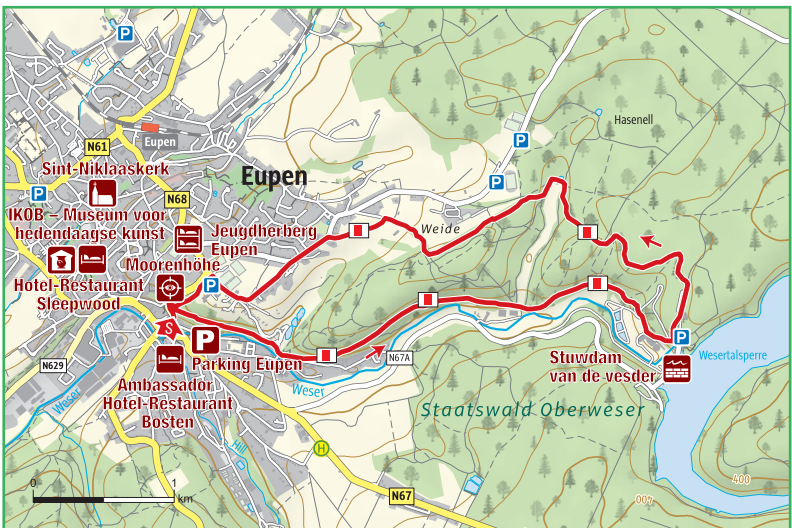 P
Hasenell
N61
Eupen
P
Sint-Niklaaskerk
Eupen
P
P
N68
IKOB – Museum voor
hedendaagse kunst
Jeugdherberg
Eupen
Weide
Moorenhöhe
Hotel-Restaurant
Sleepwood
P
S
P
Parking Eupen
P
N67A
Stuwdam
van de vesder
Wesertalsperre
N629
Weser
Weser
Ambassador
Hotel-Restaurant
Bosten
Staatswald Oberweser
Hill
H
400
400
N67
0
1
km